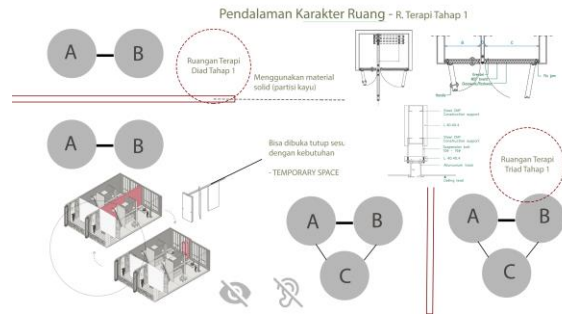 Pendalaman Karakter Ruang - R. Terapi Tahap 1
A
B
Ruangan Terapi
Diad Tahap 1
Menggunakan material
solid (partisi kayu)
A
B
Bisa dibuka tutup sesi.
dengan kebutuhan
- TEMPORARY SPACE
Ruangan Terapi
Triad Tahap 1
A
B
C
A
B
C